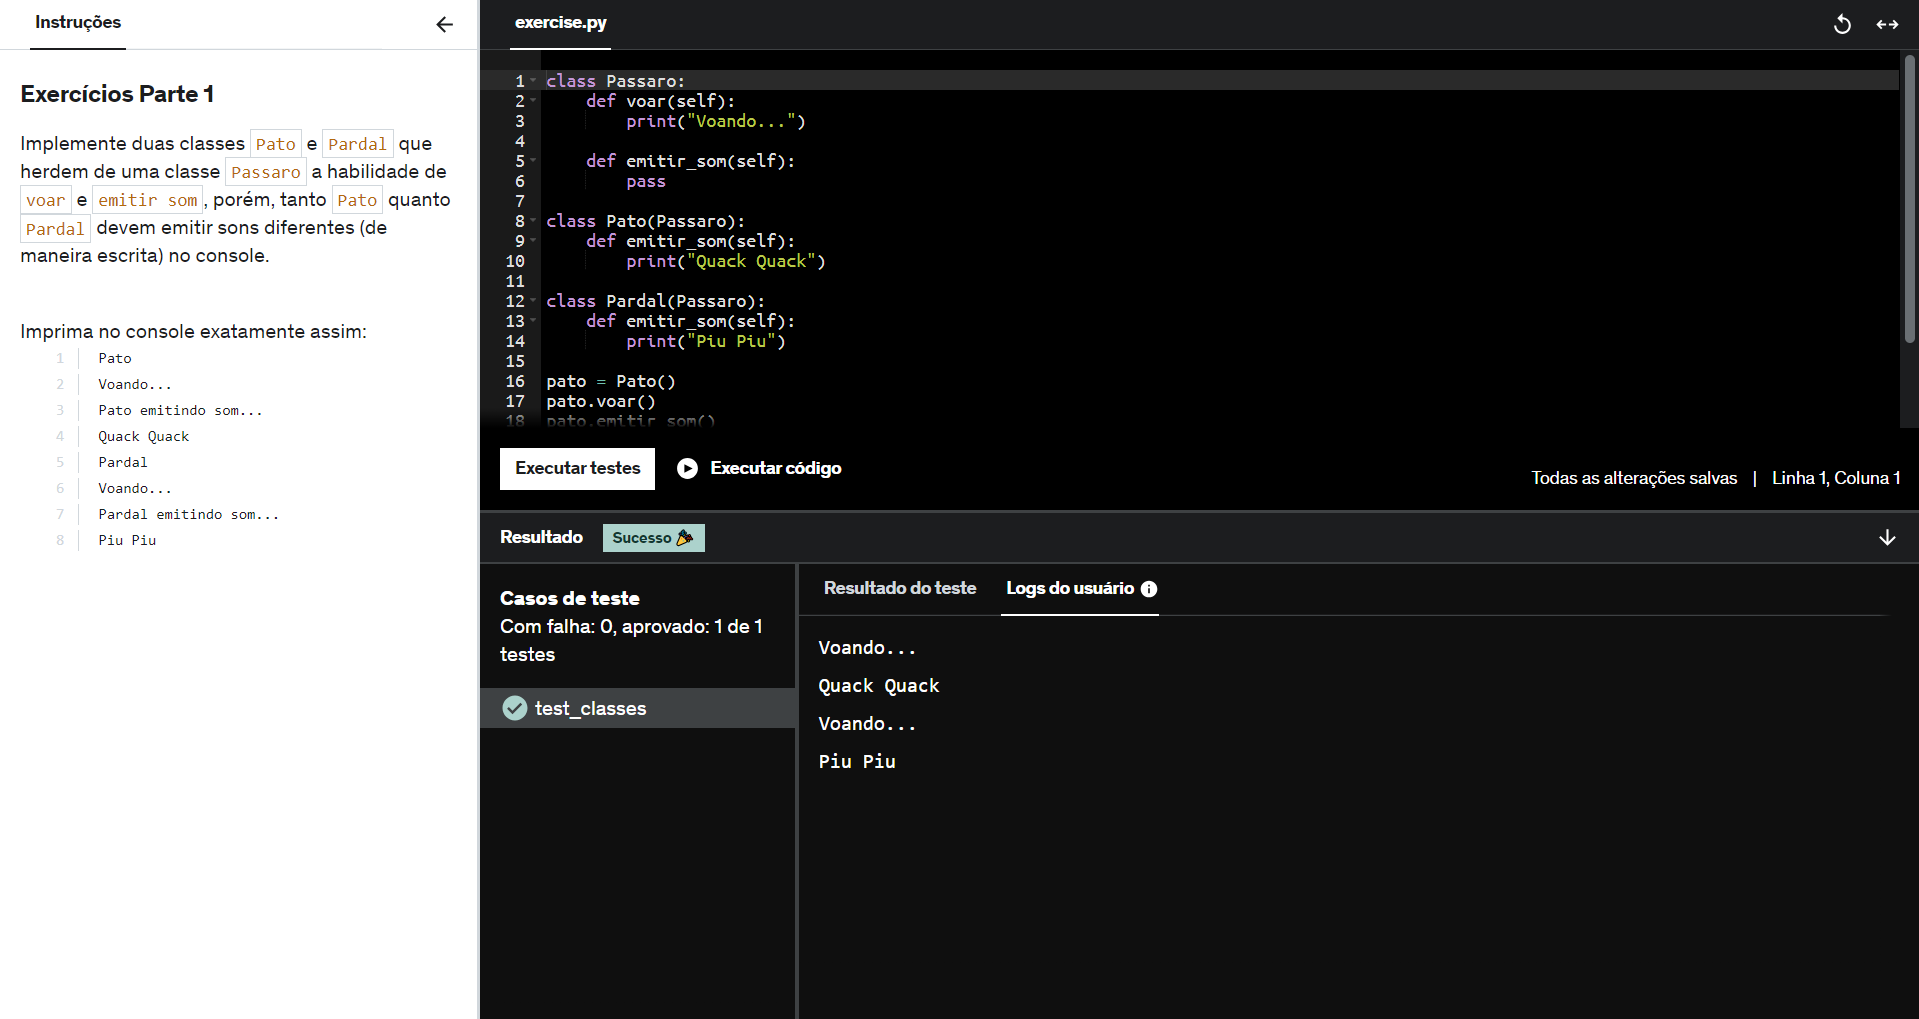 Instruções
Exercícios Parte 1
Implemente duas classes Pato e Pardal que
herdem de uma classe Passaro a habilidade de
voar e emitir som, porém, tanto Pato quanto
Pardal devem emitir sons diferentes (de
maneira escrita) no console.
Imprima no console exatamente assim:
1 Pato
2 Voando...
3 Pato emitindo som...
4 Quack Quack
5 Pardal
6 Voando...
7 Pardal emitindo som...
8 Piu Piu
exercise.py
1 class Passaro:
2     def voar(self):
3         print("Voando...")
4
5     def emitir_som(self):
6         pass
7
8 class Pato(Passaro):
9     def emitir_som(self):
10         print("Quack Quack")
11
12 class Pardal(Passaro):
13     def emitir_som(self):
14         print("Piu Piu")
15
16 pato = Pato()
17 pato.voar()
18 pato.emitir_som()
Executar testes
Executar código
Todas as alterações salvas | Linha 1, Coluna 1
Resultado
Sucesso
Casos de teste
Com falha: 0, aprovado: 1 de 1
testes
test_classes
Resultado do teste
Logs do usuário
Voando...
Quack Quack
Voando...
Piu Piu